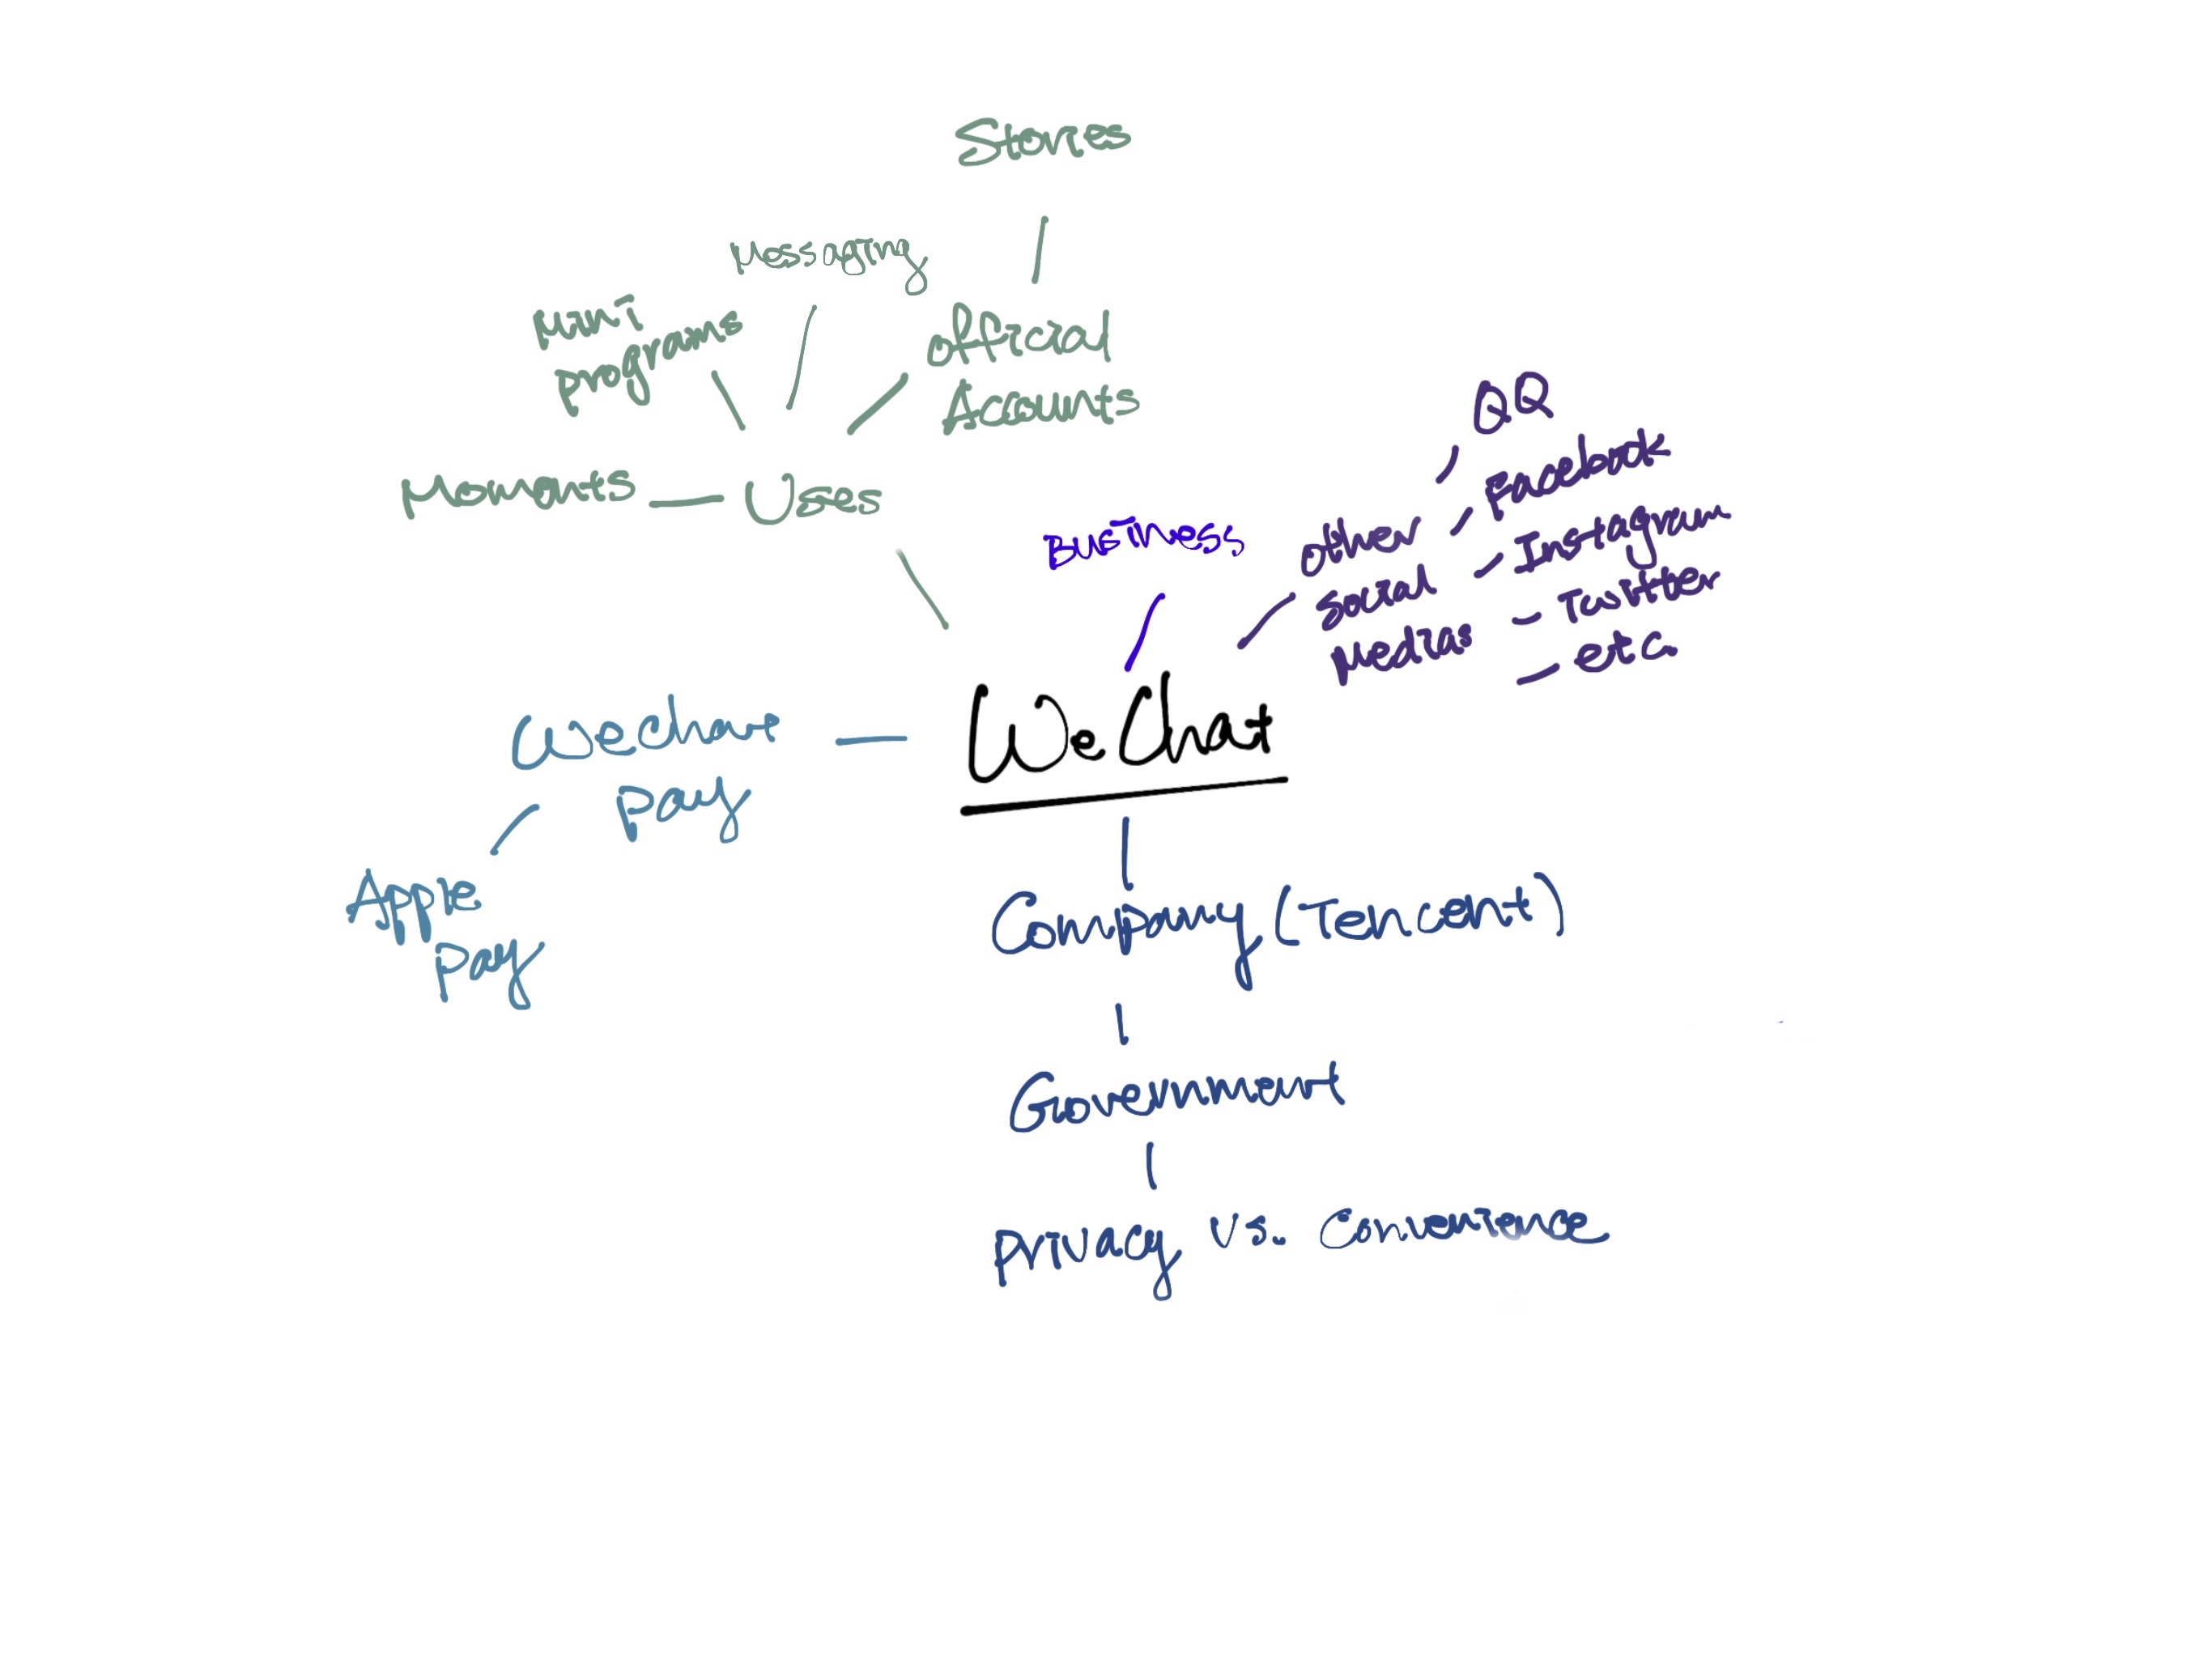 Stores
Messaging
Mini
programs
Official
Accounts
Moments
Uses
Business
Other
Social
Medias
QQ
Facebook
Instagram
Twitter
etc.
WeChat
Wechat
Pay
Apple
Pay
Company (Tencent)
Government
Privacy vs. Convenience